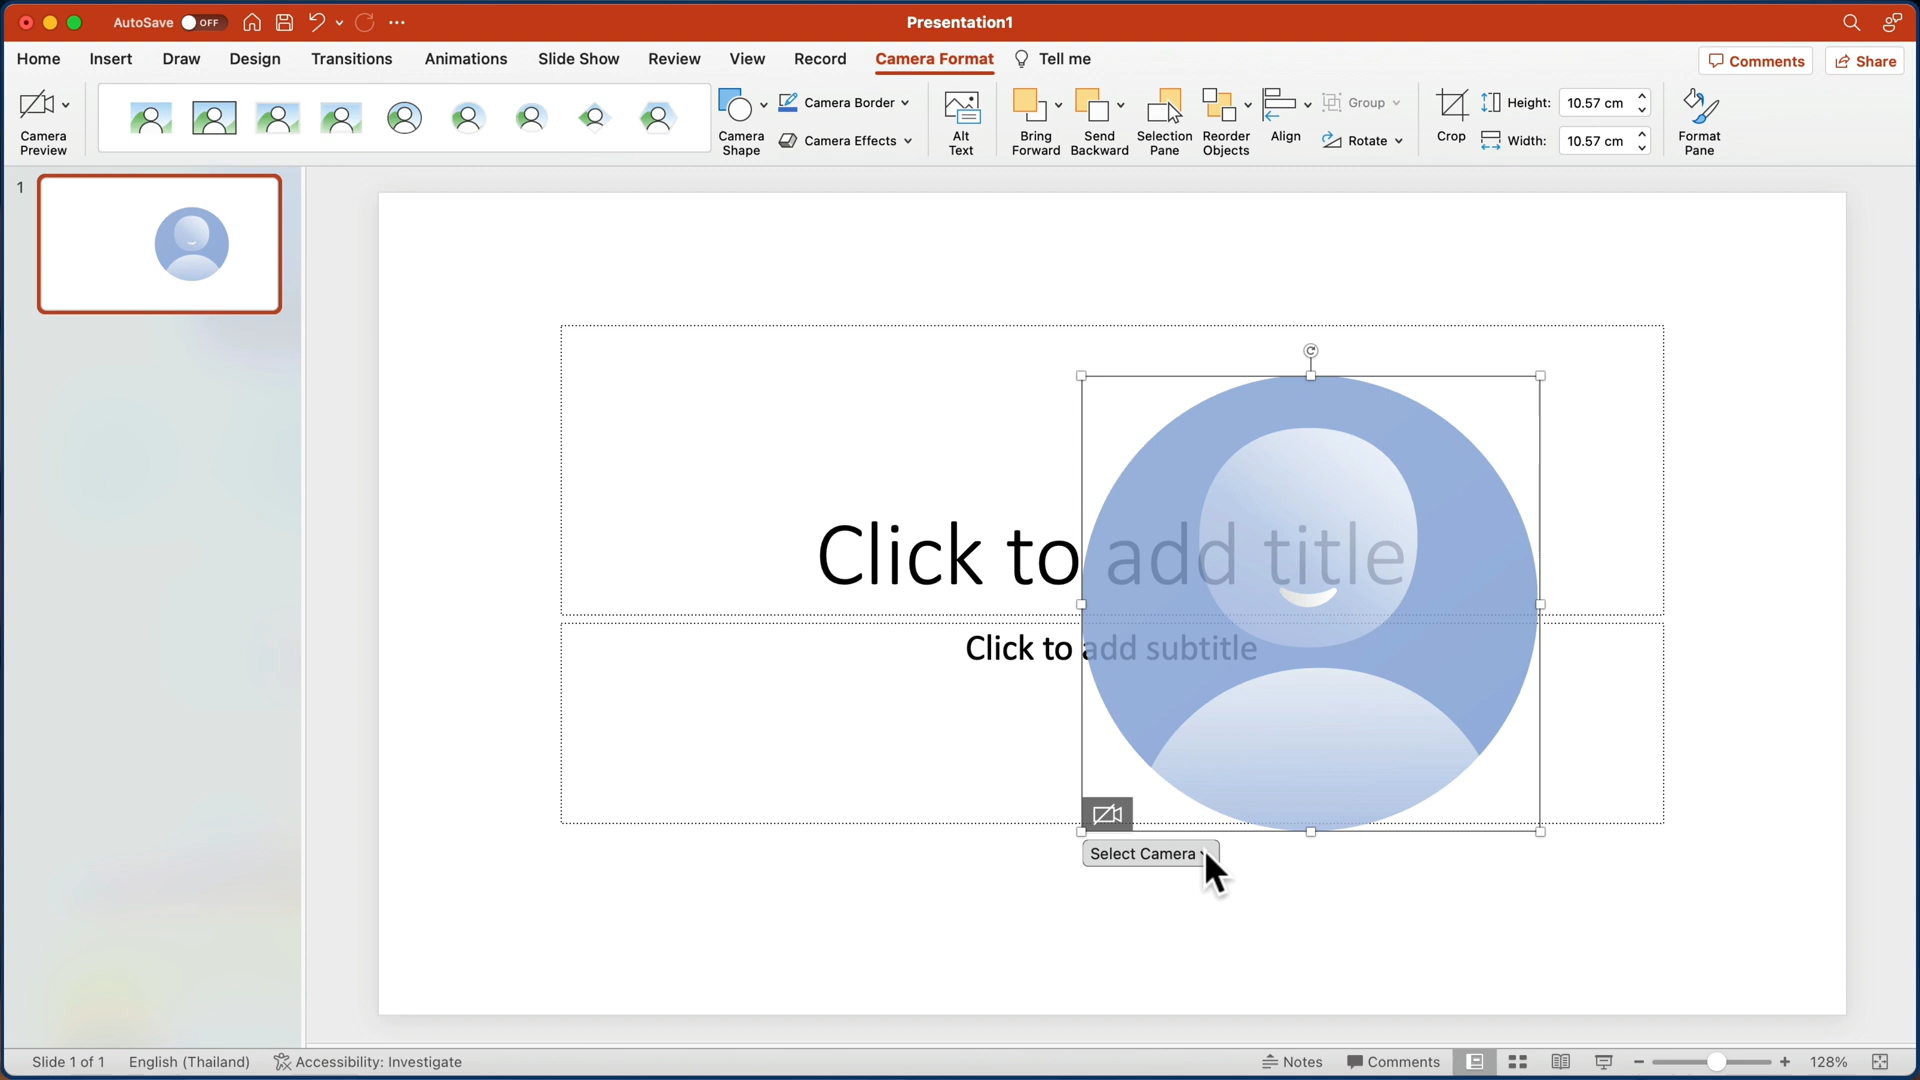 AutoSave OFF Presentation1
Home Insert Draw Design Transitions Animations Slide Show Review View Record Camera Format Tell me Comments Share
Camera Preview
Camera Shape
Camera Border
Camera Effects
Alt Text
Bring Forward
Send Backward
Selection Pane
Reorder Objects
Align
Group
Rotate
Crop
Height: 10.57 cm
Width: 10.57 cm
Format Pane
1
Click to add title
Click to add subtitle
Select Camera
Slide 1 of 1 English (Thailand) Accessibility: Investigate Notes Comments 128%